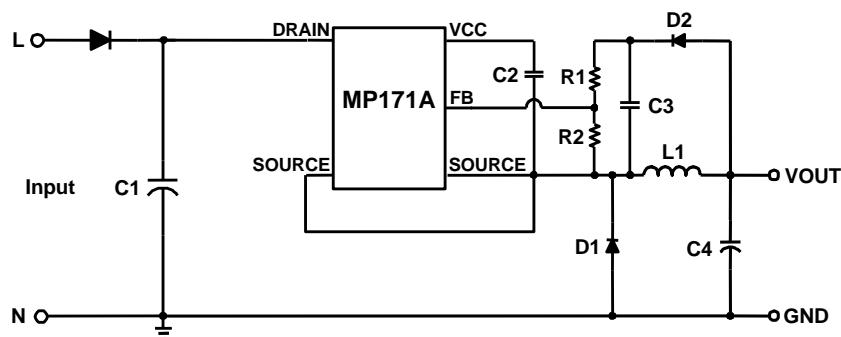 L
DRAIN
VCC
D2
C2
R1
MP171A
FB
C3
R2
L1
SOURCE
SOURCE
VOUT
Input
C1
D1
C4
N
GND